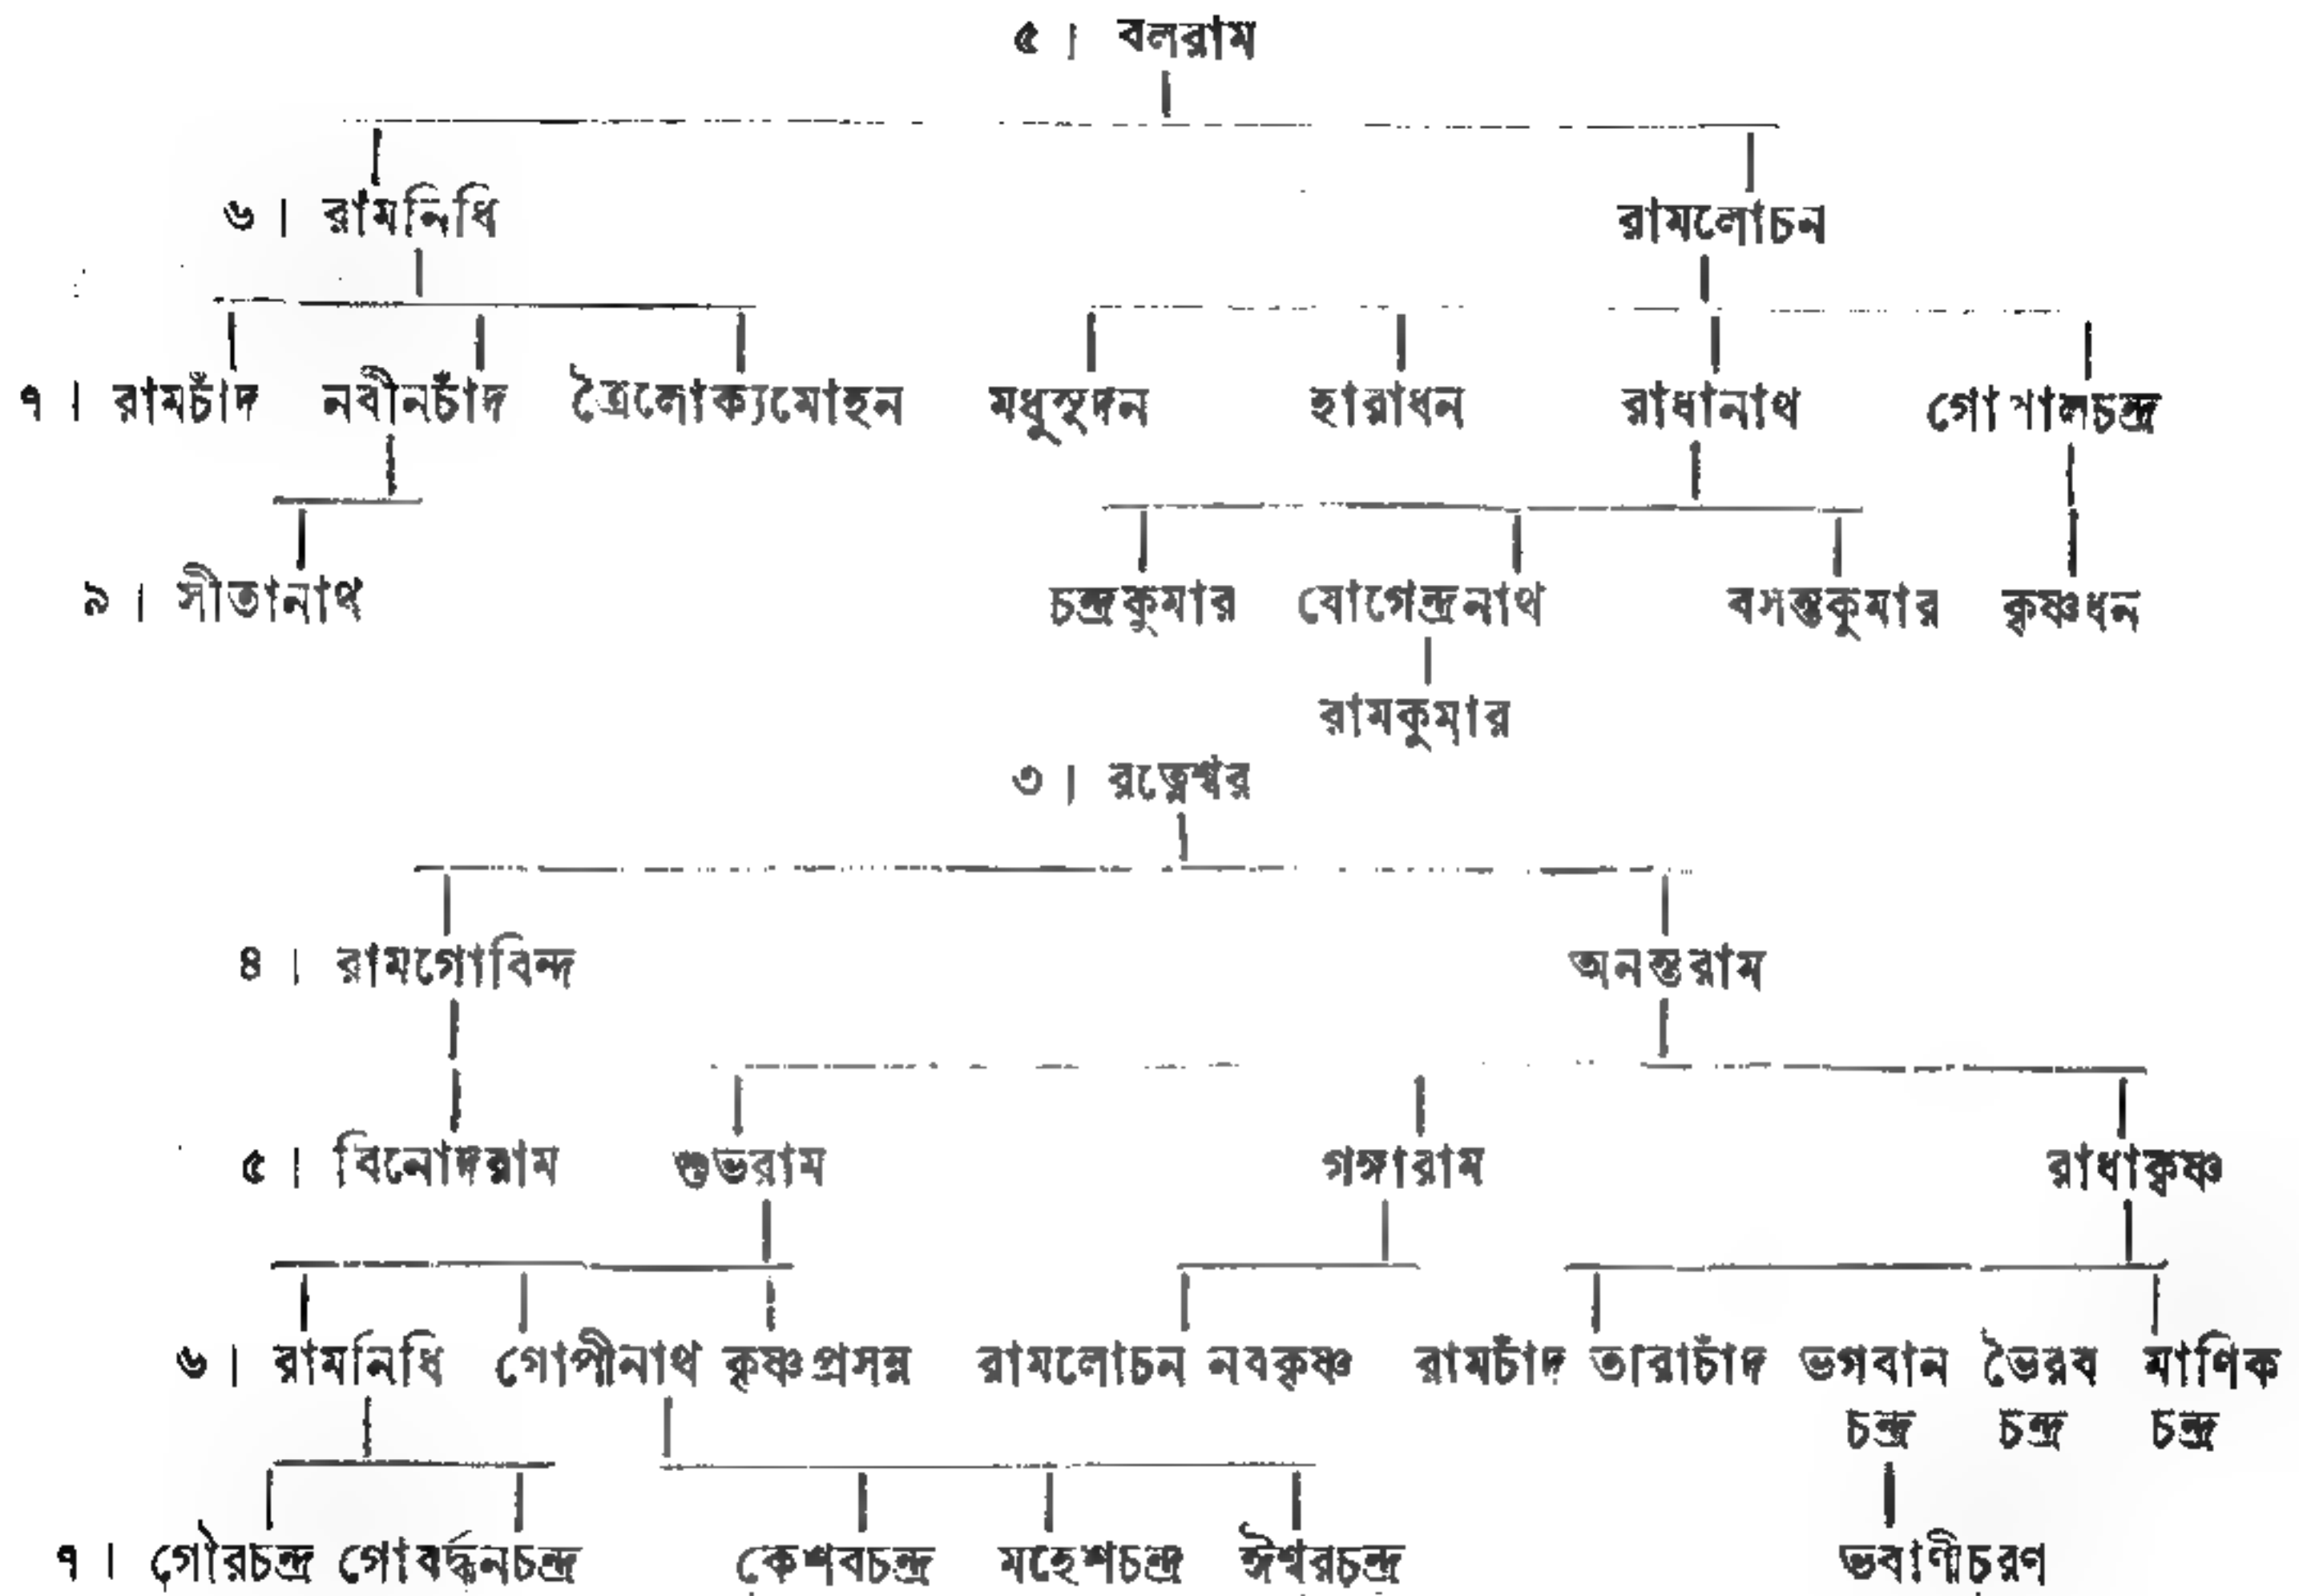 ৫। বলরাম
৬। রামনিধি রামলোচন
৭। রামচাঁদ নবীনচাঁদ ত্রৈলোক্যমোহন মধুসূদন হারাধন রাধানাথ গোপালচন্দ্র
৯। সীতানাথ চন্দ্রকুমার যোগেন্দ্রনাথ বসন্তকুমার কৃষ্ণধন
রামকুমার
৩। রত্নেশ্বর
৪। রামগোবিন্দ অনন্তরাম
৫। বিনোদরাম শুভরাম গঙ্গারাম রাধাকৃষ্ণ
৬। রামনিধি গোপীনাথ কৃষ্ণপ্রসন্ন রামলোচন নবকৃষ্ণ রামচাঁদ তারাচাঁদ ভগবান ভৈরব মাণিক
চন্দ্র চন্দ্র চন্দ্র
৭। গৌরচন্দ্র গোবর্দ্ধনচন্দ্র কেশবচন্দ্র মহেশচন্দ্র ঈশ্বরচন্দ্র ভবাণীচরণ